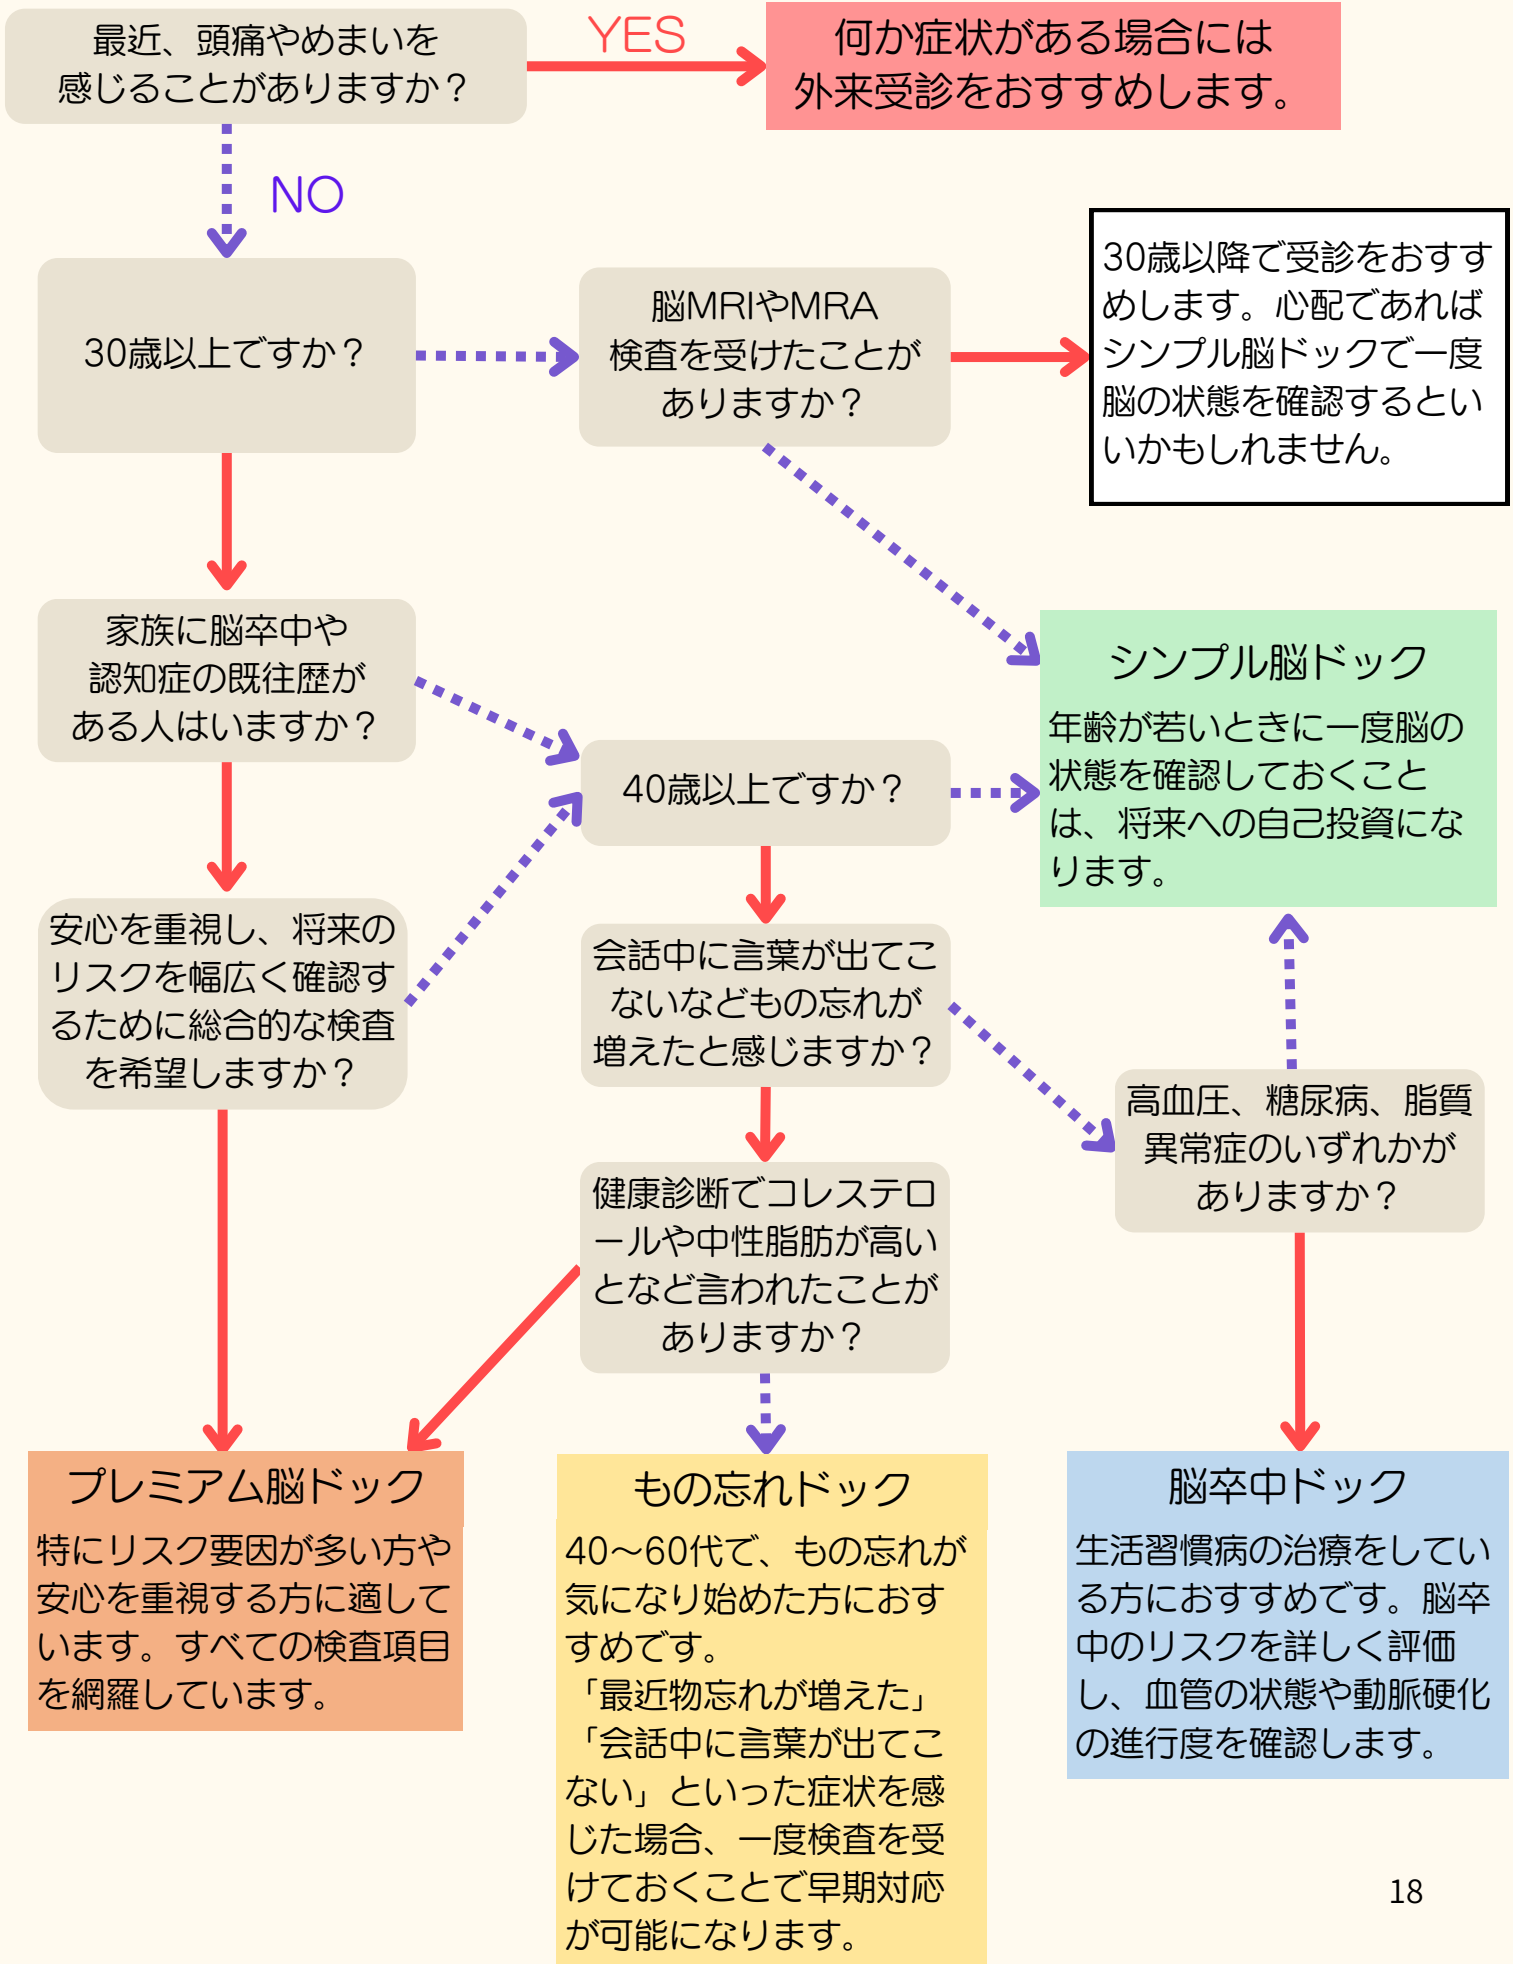 最近、頭痛やめまいを
感じることがありますか？
YES
何か症状がある場合には
外来受診をおすすめします。
NO
30歳以上ですか？
脳MRIやMRA
検査を受けたことが
ありますか？
30歳以降で受診をおすす
めします。心配であれば
シンプル脳ドックで一度
脳の状態を確認するとい
いかもしれません。
家族に脳卒中や
認知症の既往歴が
ある人はいますか？
40歳以上ですか？
シンプル脳ドック
年齢が若いときに一度脳の
状態を確認しておくこと
は、将来への自己投資にな
ります。
安心を重視し、将来の
リスクを幅広く確認す
るために総合的な検査
を希望しますか？
会話中に言葉が出てこ
ないなどもの忘れが
増えたと感じますか？
高血圧、糖尿病、脂質
異常症のいずれかが
ありますか？
健康診断でコレステロ
ールや中性脂肪が高い
となど言われたことが
ありますか？
プレミアム脳ドック
特にリスク要因が多い方や
安心を重視する方に適して
います。すべての検査項目
を網羅しています。
もの忘れドック
40～60代で、もの忘れが
気になり始めた方におす
すめです。
「最近物忘れが増えた」
「会話中に言葉が出てこ
ない」といった症状を感
じた場合、一度検査を受
けておくことで早期対応
が可能になります。
脳卒中ドック
生活習慣病の治療をしてい
る方におすすめです。脳卒
中のリスクを詳しく評価
し、血管の状態や動脈硬化
の進行度を確認します。
18